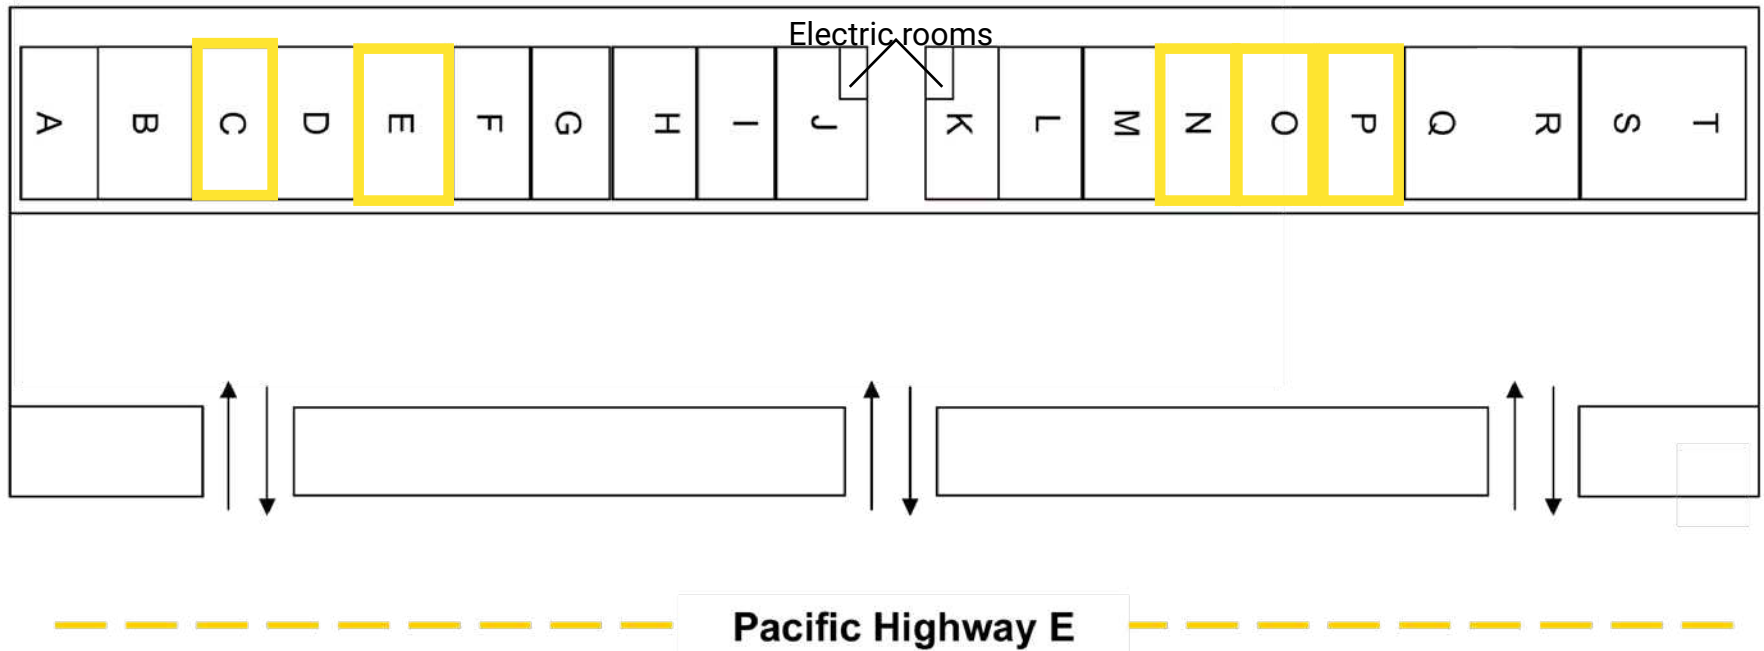 Electric rooms
A B C D E F G H I J K L M N O P Q R S T
Pacific Highway E